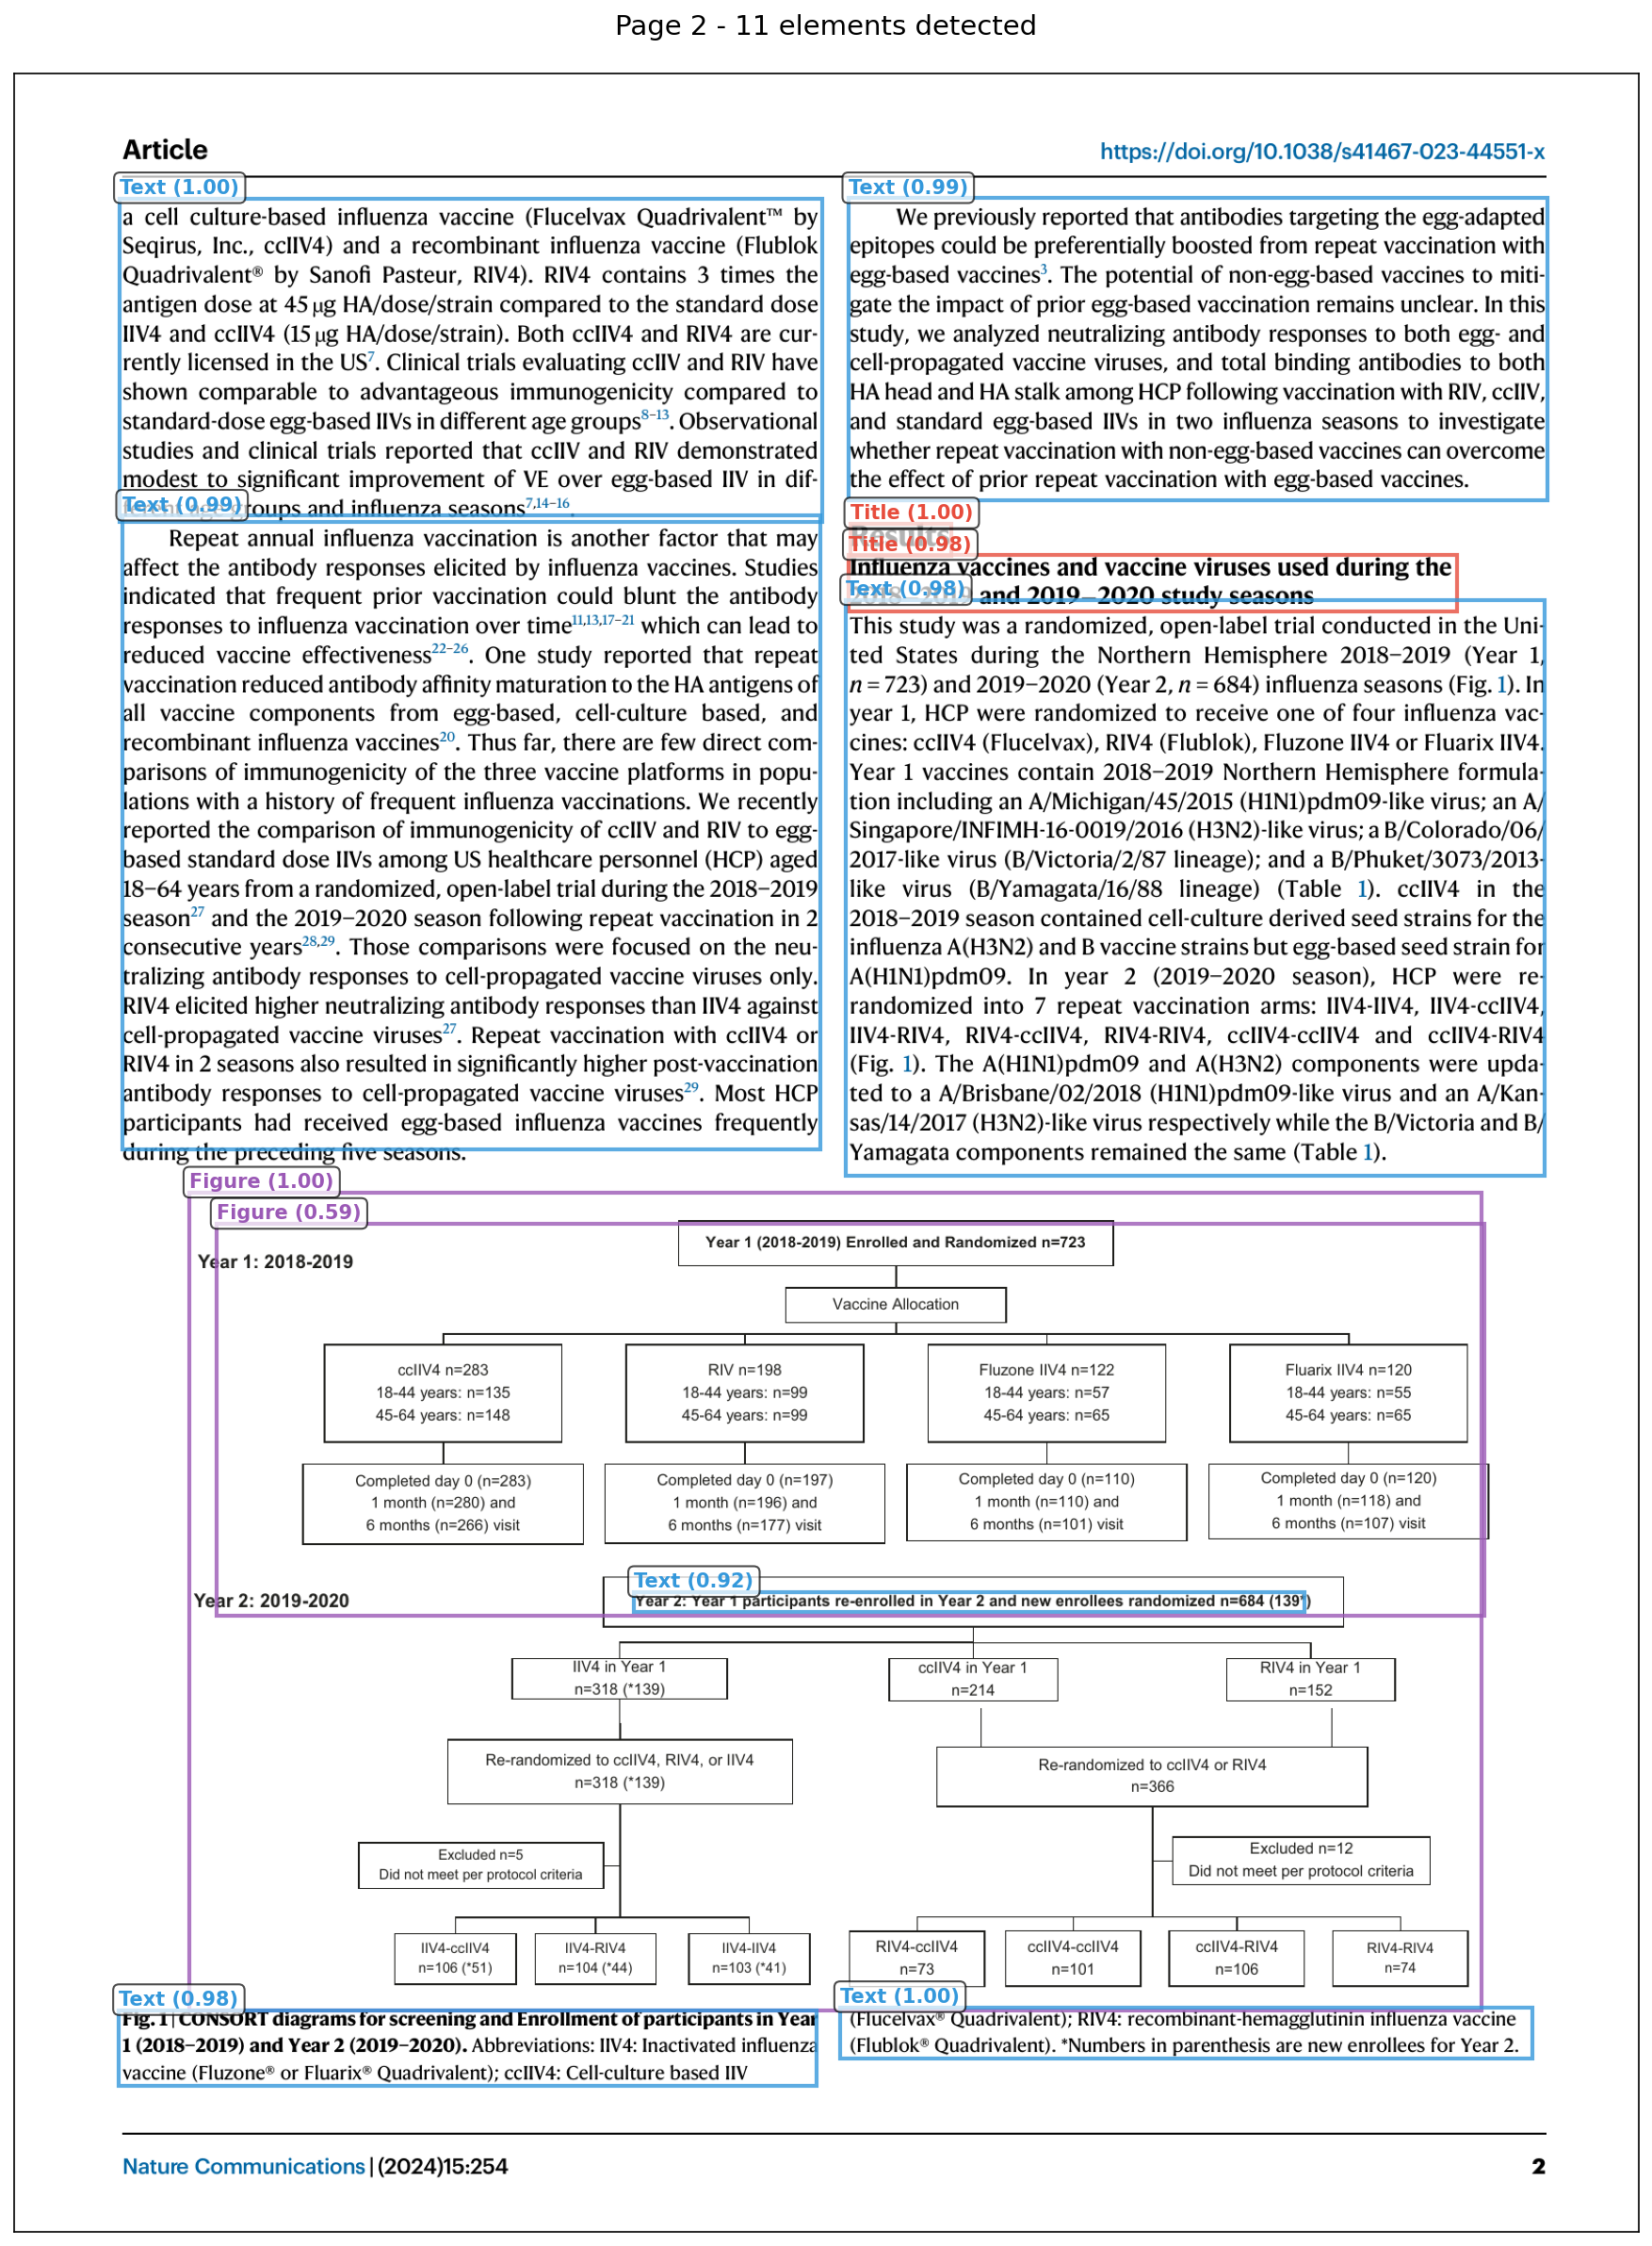 Page 2 - 11 elements detected
Article
https://doi.org/10.1038/s41467-023-44551-x
Text (1.00)
a cell culture-based influenza vaccine (Flucelvax Quadrivalent™ by
Seqirus, Inc., ccIIV4) and a recombinant influenza vaccine (Flublok
Quadrivalent® by Sanofi Pasteur, RIV4). RIV4 contains 3 times the
antigen dose at 45 μg HA/dose/strain compared to the standard dose
IIV4 and ccIIV4 (15 μg HA/dose/strain). Both ccIIV4 and RIV4 are cur-
rently licensed in the US7. Clinical trials evaluating ccIIV and RIV have
shown comparable to advantageous immunogenicity compared to
standard-dose egg-based IIVs in different age groups8–13. Observational
studies and clinical trials reported that ccIIV and RIV demonstrated
modest to significant improvement of VE over egg-based IIV in dif-
groups and influenza seasons7,14–16.
Text (0.99)
Repeat annual influenza vaccination is another factor that may
affect the antibody responses elicited by influenza vaccines. Studies
indicated that frequent prior vaccination could blunt the antibody
responses to influenza vaccination over time11,13,17–21 which can lead to
reduced vaccine effectiveness22–26. One study reported that repeat
vaccination reduced antibody affinity maturation to the HA antigens of
all vaccine components from egg-based, cell-culture based, and
recombinant influenza vaccines20. Thus far, there are few direct com-
parisons of immunogenicity of the three vaccine platforms in popu-
lations with a history of frequent influenza vaccinations. We recently
reported the comparison of immunogenicity of ccIIV and RIV to egg-
based standard dose IIVs among US healthcare personnel (HCP) aged
18–64 years from a randomized, open-label trial during the 2018–2019
season27 and the 2019–2020 season following repeat vaccination in 2
consecutive years28,29. Those comparisons were focused on the neu-
tralizing antibody responses to cell-propagated vaccine viruses only.
RIV4 elicited higher neutralizing antibody responses than IIV4 against
cell-propagated vaccine viruses27. Repeat vaccination with ccIIV4 or
RIV4 in 2 seasons also resulted in significantly higher post-vaccination
antibody responses to cell-propagated vaccine viruses29. Most HCP
participants had received egg-based influenza vaccines frequently
during the preceding five seasons.
Text (0.99)
We previously reported that antibodies targeting the egg-adapted
epitopes could be preferentially boosted from repeat vaccination with
egg-based vaccines3. The potential of non-egg-based vaccines to miti-
gate the impact of prior egg-based vaccination remains unclear. In this
study, we analyzed neutralizing antibody responses to both egg- and
cell-propagated vaccine viruses, and total binding antibodies to both
HA head and HA stalk among HCP following vaccination with RIV, ccIIV,
and standard egg-based IIVs in two influenza seasons to investigate
whether repeat vaccination with non-egg-based vaccines can overcome
the effect of prior repeat vaccination with egg-based vaccines.
Title (1.00)
Results
Title (0.98)
Influenza vaccines and vaccine viruses used during the
2018–2019 and 2019–2020 study seasons
Text (0.98)
This study was a randomized, open-label trial conducted in the Uni-
ted States during the Northern Hemisphere 2018–2019 (Year 1,
n = 723) and 2019–2020 (Year 2, n = 684) influenza seasons (Fig. 1). In
year 1, HCP were randomized to receive one of four influenza vac-
cines: ccIIV4 (Flucelvax), RIV4 (Flublok), Fluzone IIV4 or Fluarix IIV4.
Year 1 vaccines contain 2018–2019 Northern Hemisphere formula-
tion including an A/Michigan/45/2015 (H1N1)pdm09-like virus; an A/
Singapore/INFIMH-16-0019/2016 (H3N2)-like virus; a B/Colorado/06/
2017-like virus (B/Victoria/2/87 lineage); and a B/Phuket/3073/2013-
like virus (B/Yamagata/16/88 lineage) (Table 1). ccIIV4 in the
2018–2019 season contained cell-culture derived seed strains for the
influenza A(H3N2) and B vaccine strains but egg-based seed strain for
A(H1N1)pdm09. In year 2 (2019–2020 season), HCP were re-
randomized into 7 repeat vaccination arms: IIV4-IIV4, IIV4-ccIIV4,
IIV4-RIV4, RIV4-ccIIV4, RIV4-RIV4, ccIIV4-ccIIV4 and ccIIV4-RIV4
(Fig. 1). The A(H1N1)pdm09 and A(H3N2) components were upda-
ted to a A/Brisbane/02/2018 (H1N1)pdm09-like virus and an A/Kan-
sas/14/2017 (H3N2)-like virus respectively while the B/Victoria and B/
Yamagata components remained the same (Table 1).
Figure (1.00)
Figure (0.59)
Year 1: 2018-2019
Year 1 (2018-2019) Enrolled and Randomized n=723
Vaccine Allocation
ccIIV4 n=283
18-44 years: n=135
45-64 years: n=148
RIV n=198
18-44 years: n=99
45-64 years: n=99
Fluzone IIV4 n=122
18-44 years: n=57
45-64 years: n=65
Fluarix IIV4 n=120
18-44 years: n=55
45-64 years: n=65
Completed day 0 (n=283)
1 month (n=280) and
6 months (n=266) visit
Completed day 0 (n=197)
1 month (n=196) and
6 months (n=177) visit
Completed day 0 (n=110)
1 month (n=110) and
6 months (n=101) visit
Completed day 0 (n=120)
1 month (n=118) and
6 months (n=107) visit
Text (0.92)
Year 2: 2019-2020
Year 2: Year 1 participants re-enrolled in Year 2 and new enrollees randomized n=684 (139*)
IIV4 in Year 1
n=318 (*139)
ccIIV4 in Year 1
n=214
RIV4 in Year 1
n=152
Re-randomized to ccIIV4, RIV4, or IIV4
n=318 (*139)
Re-randomized to ccIIV4 or RIV4
n=366
Excluded n=5
Did not meet per protocol criteria
Excluded n=12
Did not meet per protocol criteria
IIV4-ccIIV4
n=106 (*51)
IIV4-RIV4
n=104 (*44)
IIV4-IIV4
n=103 (*41)
RIV4-ccIIV4
n=73
ccIIV4-ccIIV4
n=101
ccIIV4-RIV4
n=106
RIV4-RIV4
n=74
Text (0.98)
Fig. 1 | CONSORT diagrams for screening and Enrollment of participants in Year
1 (2018–2019) and Year 2 (2019–2020). Abbreviations: IIV4: Inactivated influenza
vaccine (Fluzone® or Fluarix® Quadrivalent); ccIIV4: Cell-culture based IIV
Text (1.00)
(Flucelvax® Quadrivalent); RIV4: recombinant-hemagglutinin influenza vaccine
(Flublok® Quadrivalent). *Numbers in parenthesis are new enrollees for Year 2.
Nature Communications | (2024)15:254
2